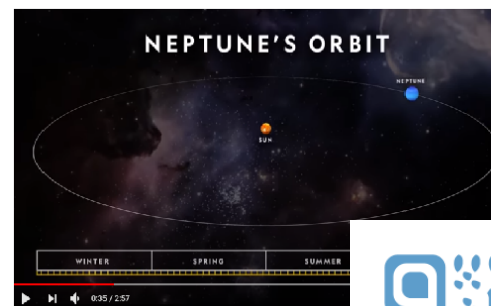 NEPTUNE'S ORBIT
NEPTUNE
SUN
WINTER SPRING SUMMER
0:35 / 2:57